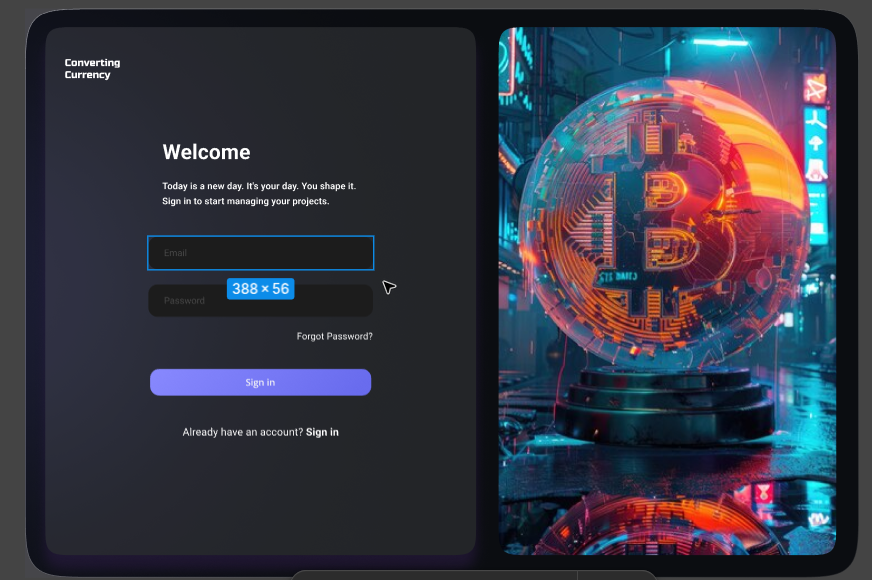 Converting
Currency
Welcome
Today is a new day. It's your day. You shape it.
Sign in to start managing your projects.
Email
388 × 56
Password
Forgot Password?
Sign in
Already have an account? Sign in